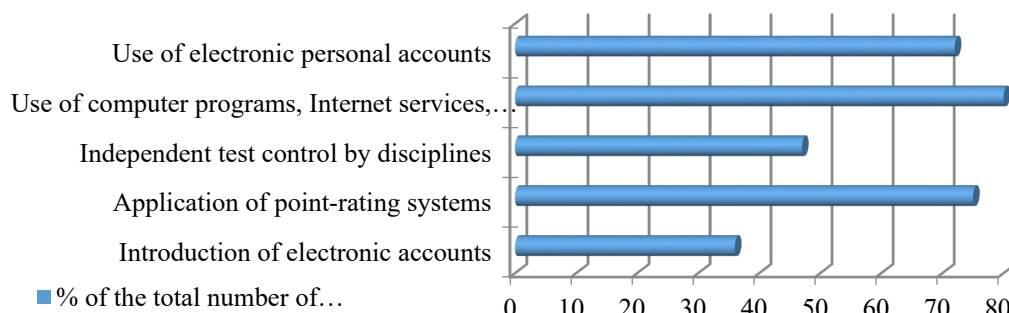 Use of electronic personal accounts
Use of computer programs, Internet services,…
Independent test control by disciplines
Application of point-rating systems
Introduction of electronic accounts
% of the total number of…
0 10 20 30 40 50 60 70 80